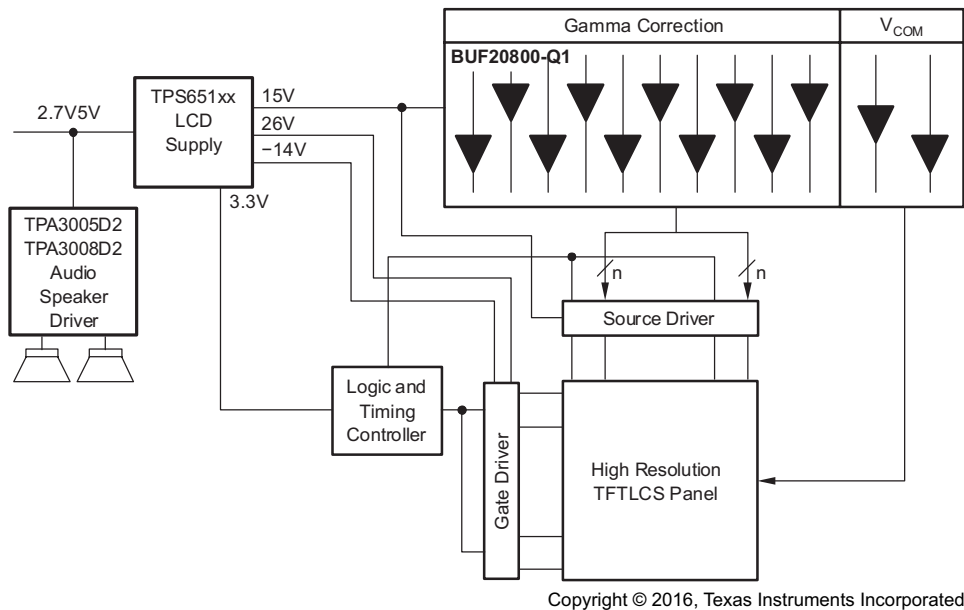 Gamma Correction
V_COM
BUF20800-Q1
2.7V5V
TPS651xx
LCD
Supply
15V
26V
−14V
3.3V
TPA3005D2
TPA3008D2
Audio
Speaker
Driver
n
n
Source Driver
Logic and
Timing
Controller
Gate Driver
High Resolution
TFTLCS Panel
Copyright © 2016, Texas Instruments Incorporated